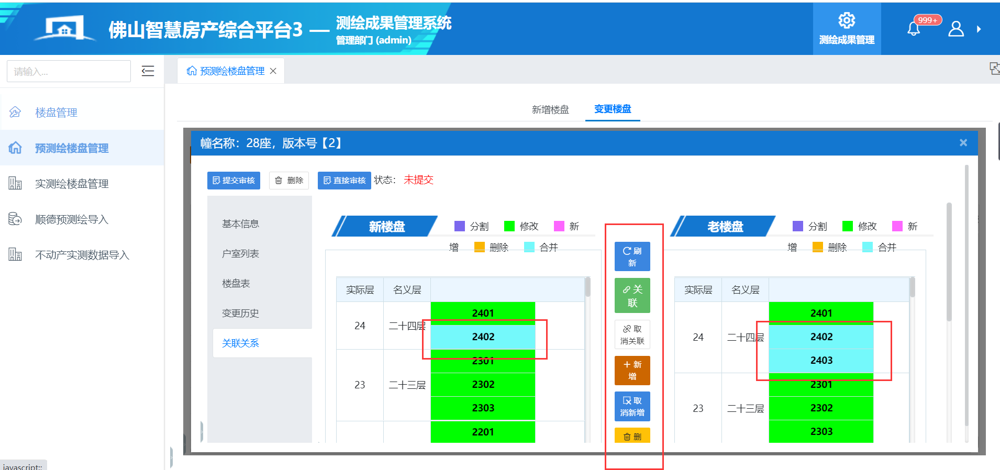 佛山智慧房产综合平台3 — 测绘成果管理系统
管理部门 (admin)
测绘成果管理
999+
请输入...
预测绘楼盘管理
楼盘管理
预测绘楼盘管理
实测绘楼盘管理
顺德预测绘导入
不动产实测数据导入
新增楼盘
变更楼盘
幢名称：28座，版本号【2】
提交审核
删除
直接审核
状态：
未提交
基本信息
户室列表
楼盘表
变更历史
关联关系
新楼盘
分割
修改
新
增
删除
合并
实际层
名义层
24
二十四层
2401
2402
23
二十三层
2301
2302
2303
2201
刷
新
关
联
取
消关联
新
增
取
消新增
删
老楼盘
分割
修改
新
增
删除
合并
实际层
名义层
24
二十四层
2401
2402
2403
23
二十三层
2301
2302
2303
javascript:;